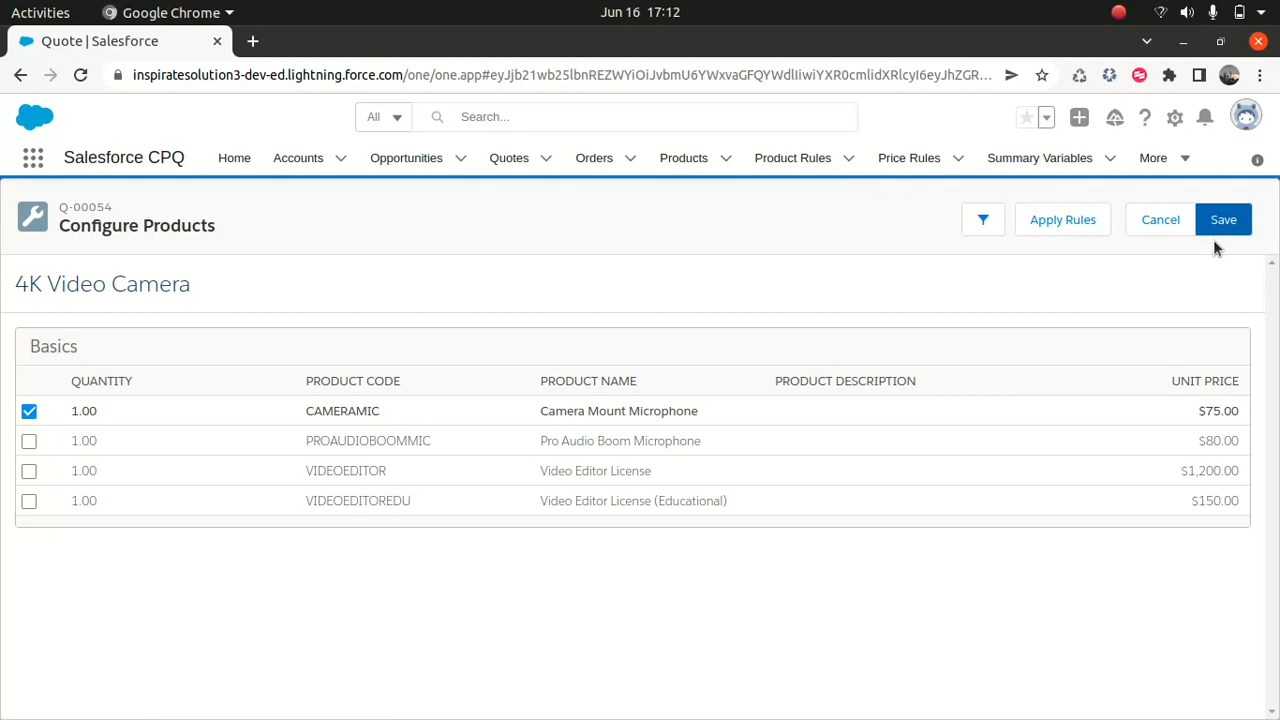 Activities Google Chrome Jun 16 17:12
Quote | Salesforce
inspiratesolution3-dev-ed.lightning.force.com/one/one.app#eyJjb21wb25lbnREZWYiOiJvbmU6YWxvaGFQYWdlIiwiYXR0cmlidXRlcyI6eyJhZGR...
All Search...
Salesforce CPQ Home Accounts Opportunities Quotes Orders Products Product Rules Price Rules Summary Variables More
Q-00054
Configure Products
Apply Rules Cancel Save
4K Video Camera
Basics
QUANTITY PRODUCT CODE PRODUCT NAME PRODUCT DESCRIPTION UNIT PRICE
1.00 CAMERAMIC Camera Mount Microphone $75.00
1.00 PROAUDIOBOOMMIC Pro Audio Boom Microphone $80.00
1.00 VIDEOEDITOR Video Editor License $1,200.00
1.00 VIDEOEDITOREDU Video Editor License (Educational) $150.00